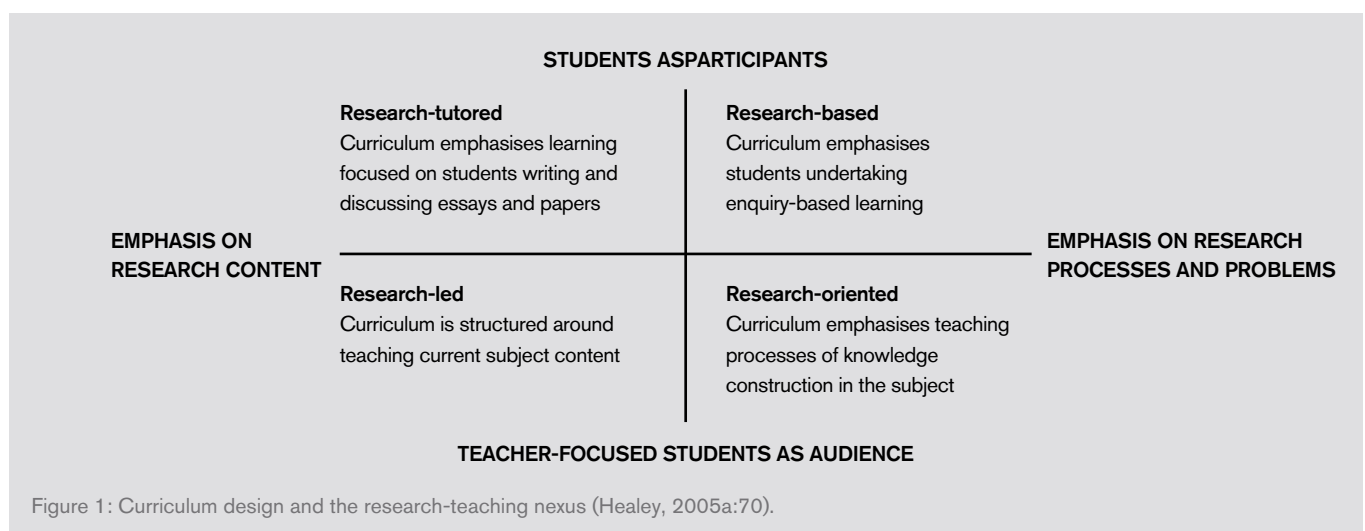 STUDENTS ASPARTICIPANTS
Research-tutored
Curriculum emphasises learning
focused on students writing and
discussing essays and papers
Research-based
Curriculum emphasises
students undertaking
enquiry-based learning
EMPHASIS ON
RESEARCH CONTENT
EMPHASIS ON RESEARCH
PROCESSES AND PROBLEMS
Research-led
Curriculum is structured around
teaching current subject content
Research-oriented
Curriculum emphasises teaching
processes of knowledge
construction in the subject
TEACHER-FOCUSED STUDENTS AS AUDIENCE
Figure 1: Curriculum design and the research-teaching nexus (Healey, 2005a:70).